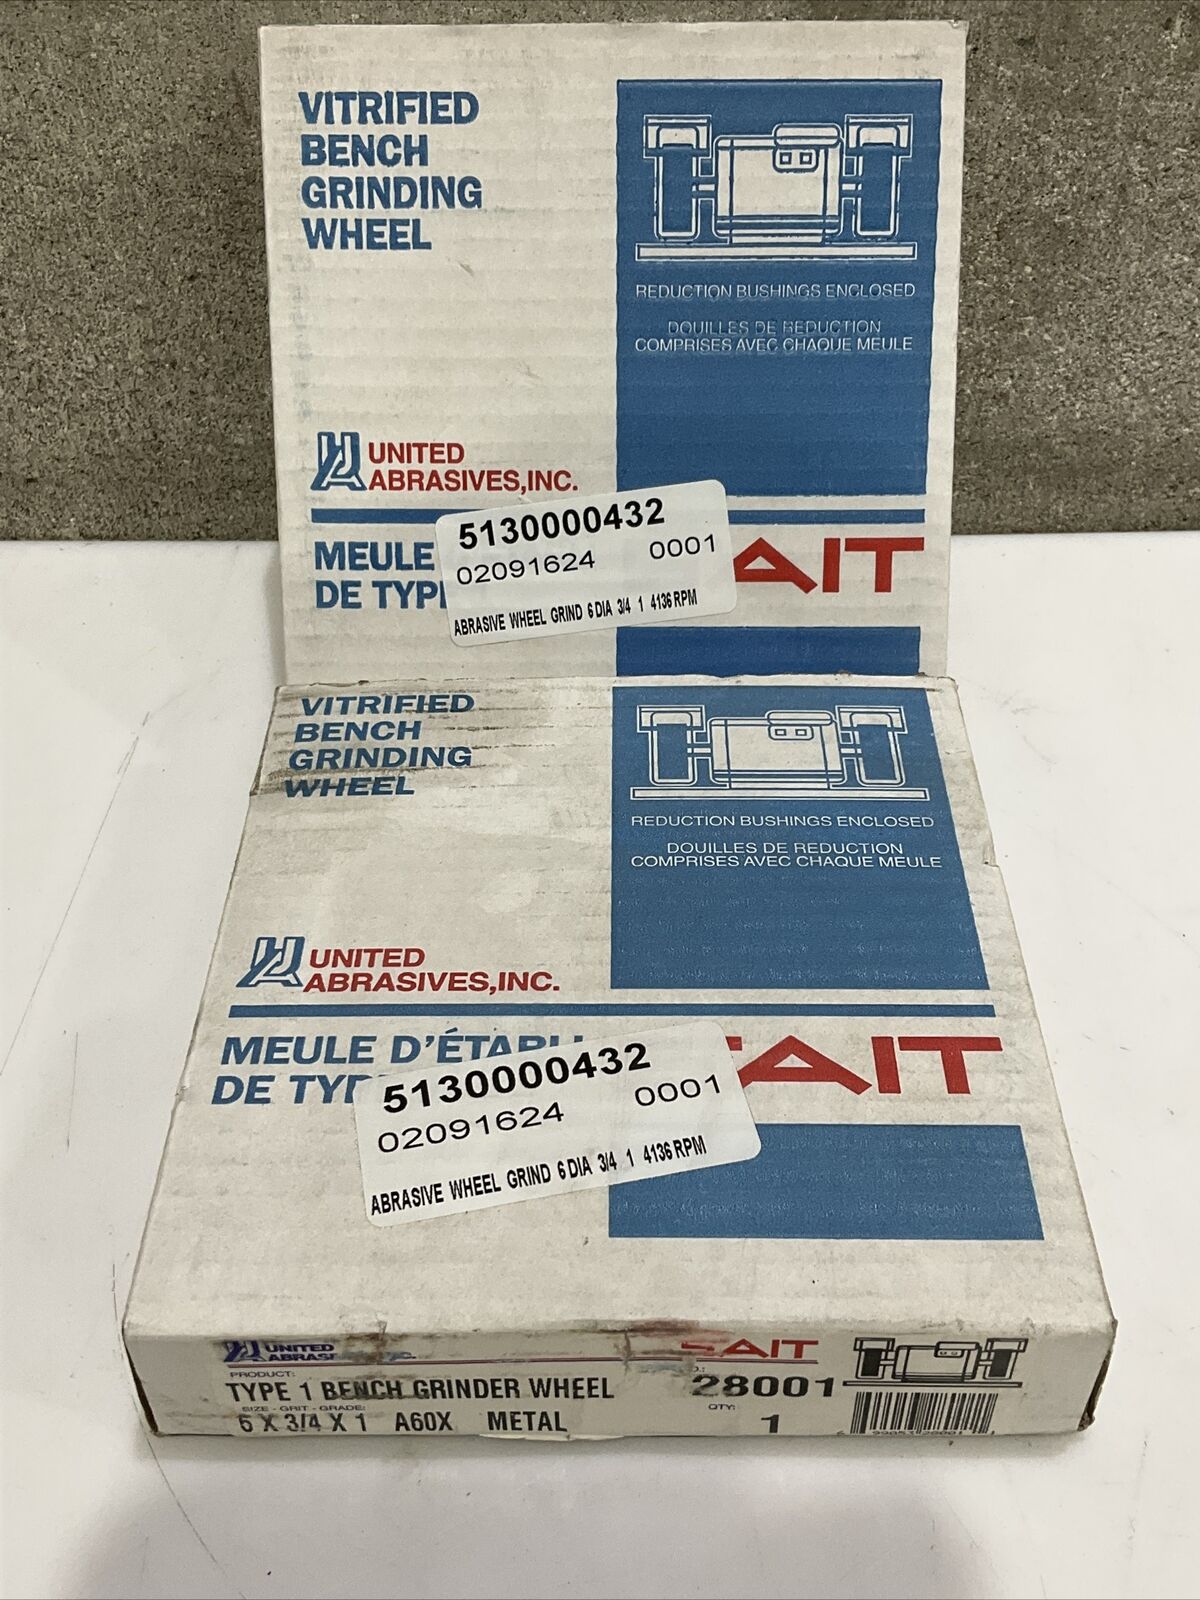 VITRIFIED
BENCH
GRINDING
WHEEL
REDUCTION BUSHINGS ENCLOSED
DOUILLES DE REDUCTION
COMPRISES AVEC CHAQUE MEULE
UNITED
ABRASIVES, INC.
MEULE
DE TYP
AIT
5130000432
02091624 0001
ABRASIVE WHEEL GRIND 6 DIA 3/4 1 4136 RPM
VITRIFIED
BENCH
GRINDING
WHEEL
REDUCTION BUSHINGS ENCLOSED
DOUILLES DE REDUCTION
COMPRISES AVEC CHAQUE MEULE
UNITED
ABRASIVES, INC.
MEULE D'ÉTABLI
DE TYP
AIT
5130000432
02091624 0001
ABRASIVE WHEEL GRIND 6 DIA 3/4 1 4136 RPM
UNITED
SAIT
PRODUCT:
TYPE 1 BENCH GRINDER WHEEL
28001
SIZE - GRIT - GRADE:
QTY:
6 X 3/4 X 1 A60X METAL
1